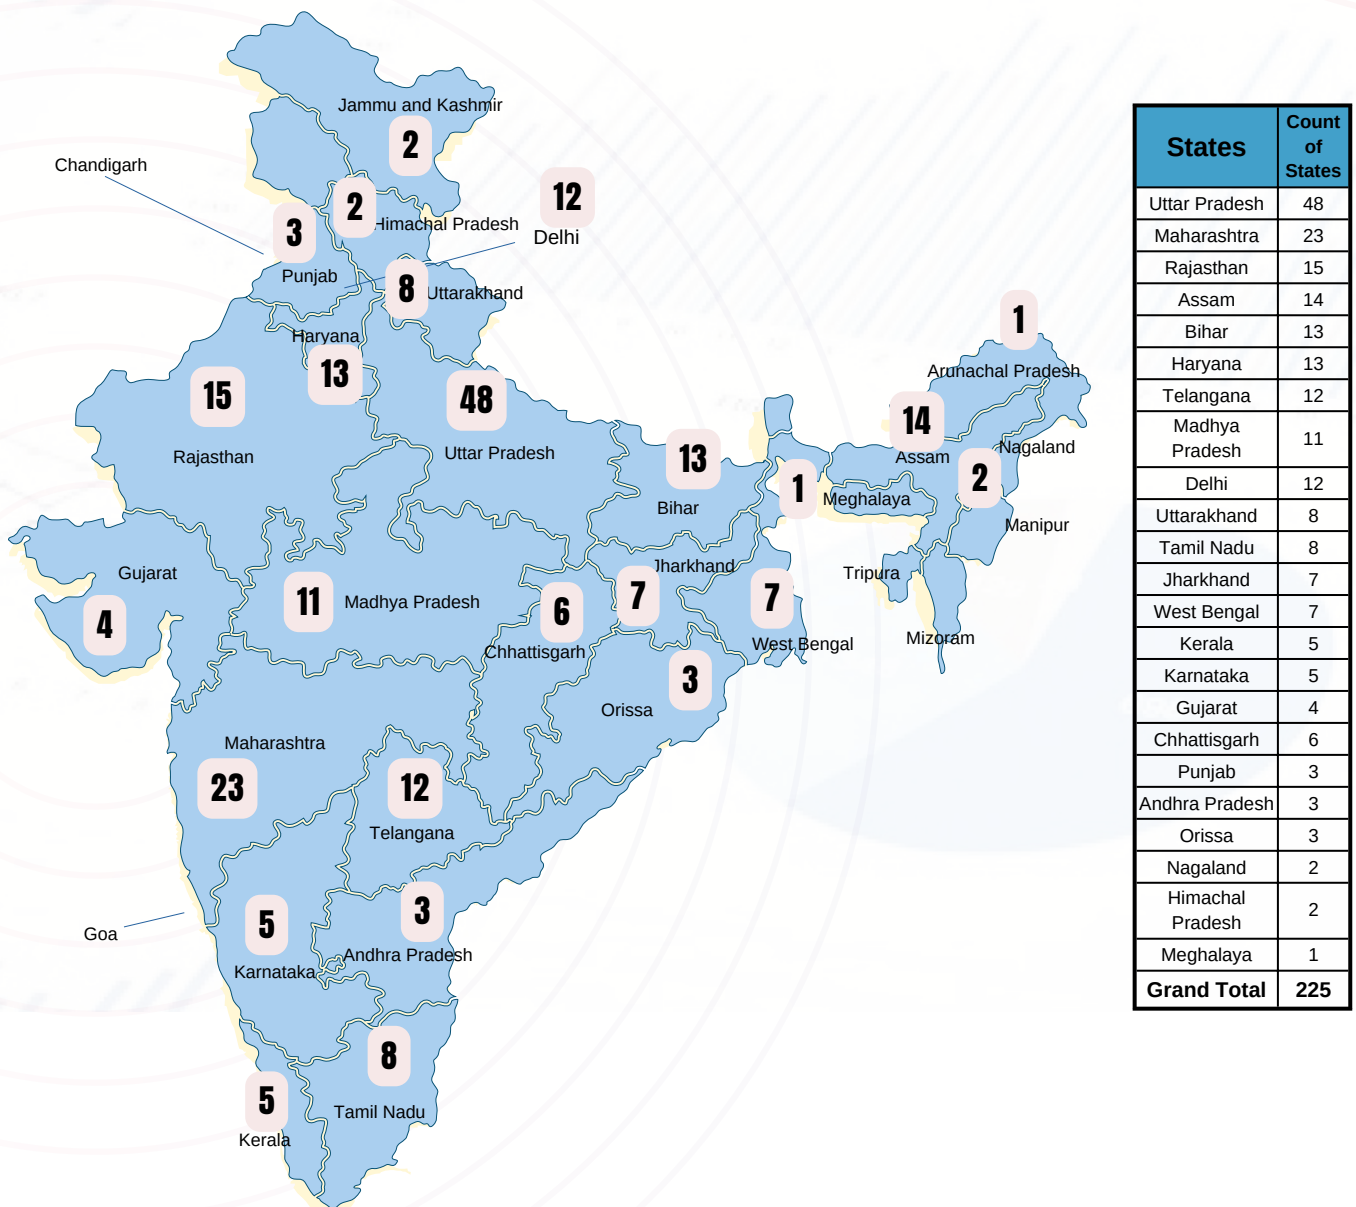 Jammu and Kashmir
2
Chandigarh
2
Himachal Pradesh
12
Delhi
3
Punjab
8
Uttarakhand
Haryana
13
15
Rajasthan
48
Uttar Pradesh
13
Bihar
1
Arunachal Pradesh
14
Assam
Nagaland
2
1
Meghalaya
Manipur
Tripura
Mizoram
Gujarat
4
11
Madhya Pradesh
6
Chhattisgarh
Jharkhand
7
7
West Bengal
3
Orissa
Maharashtra
23
12
Telangana
Goa
5
Karnataka
3
Andhra Pradesh
8
Tamil Nadu
5
Kerala
States
Count
of
States
Uttar Pradesh 48
Maharashtra 23
Rajasthan 15
Assam 14
Bihar 13
Haryana 13
Telangana 12
Madhya
Pradesh 11
Delhi 12
Uttarakhand 8
Tamil Nadu 8
Jharkhand 7
West Bengal 7
Kerala 5
Karnataka 5
Gujarat 4
Chhattisgarh 6
Punjab 3
Andhra Pradesh 3
Orissa 3
Nagaland 2
Himachal
Pradesh 2
Meghalaya 1
Grand Total 225